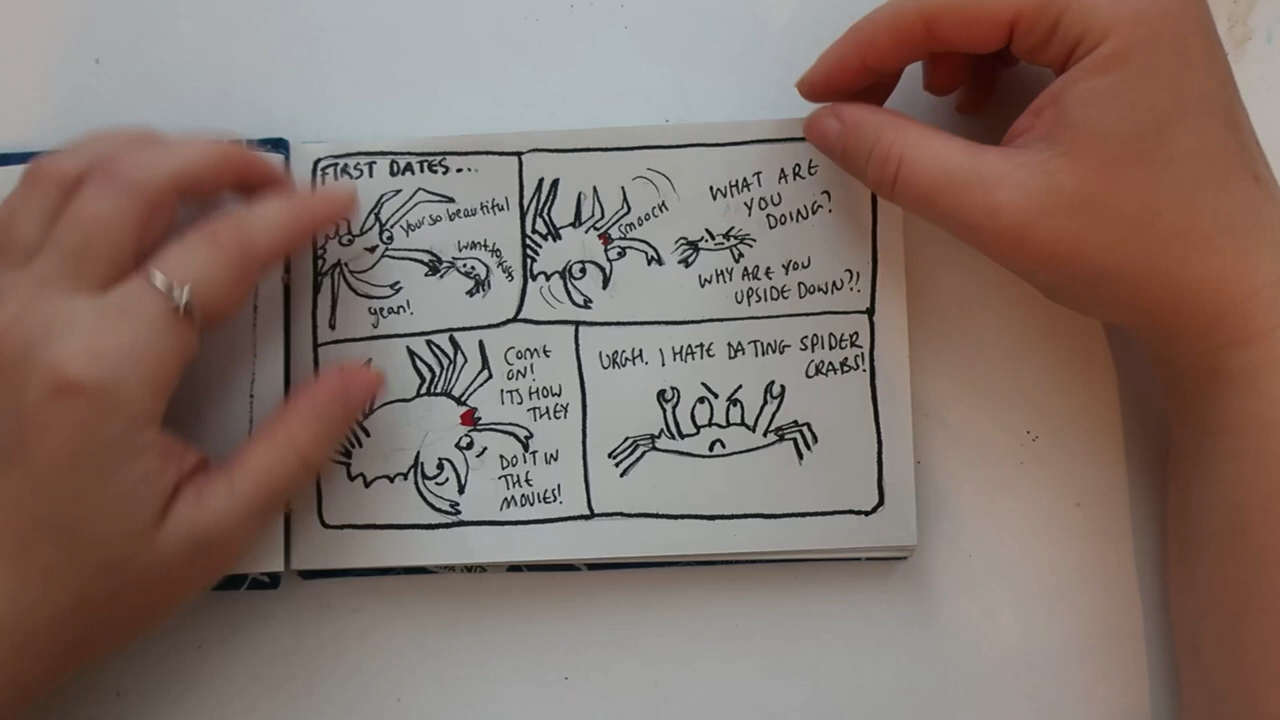 FIRST DATES...
Your so beautiful
want to kiss
yeah!
smooch
WHAT ARE
YOU
DOING?
WHY ARE YOU
UPSIDE DOWN?!
COME
ON!
ITS HOW
THEY
DO IT IN
THE
MOVIES!
URGH. I HATE DATING SPIDER
CRABS!